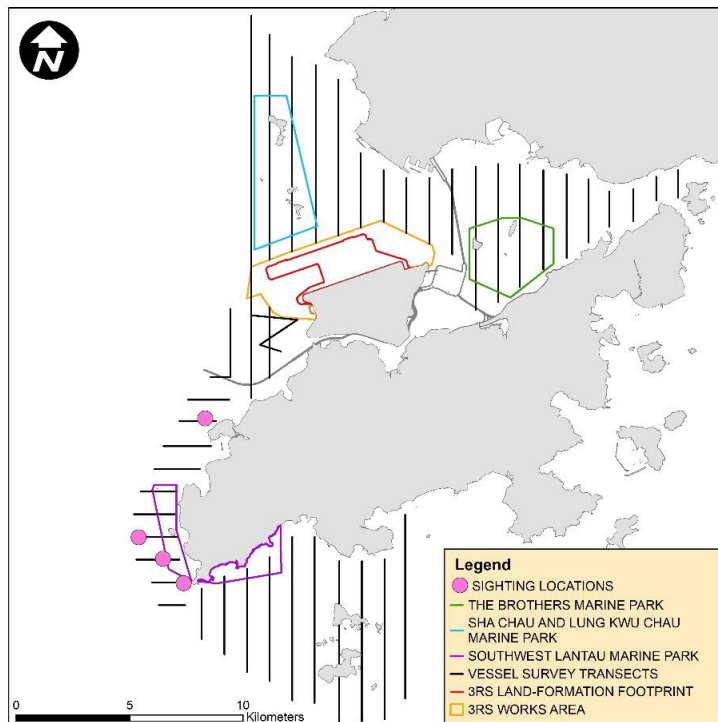 N
Legend
SIGHTING LOCATIONS
THE BROTHERS MARINE PARK
SHA CHAU AND LUNG KWU CHAU
MARINE PARK
SOUTHWEST LANTAU MARINE PARK
VESSEL SURVEY TRANSECTS
3RS LAND-FORMATION FOOTPRINT
3RS WORKS AREA
0 5 10
Kilometers